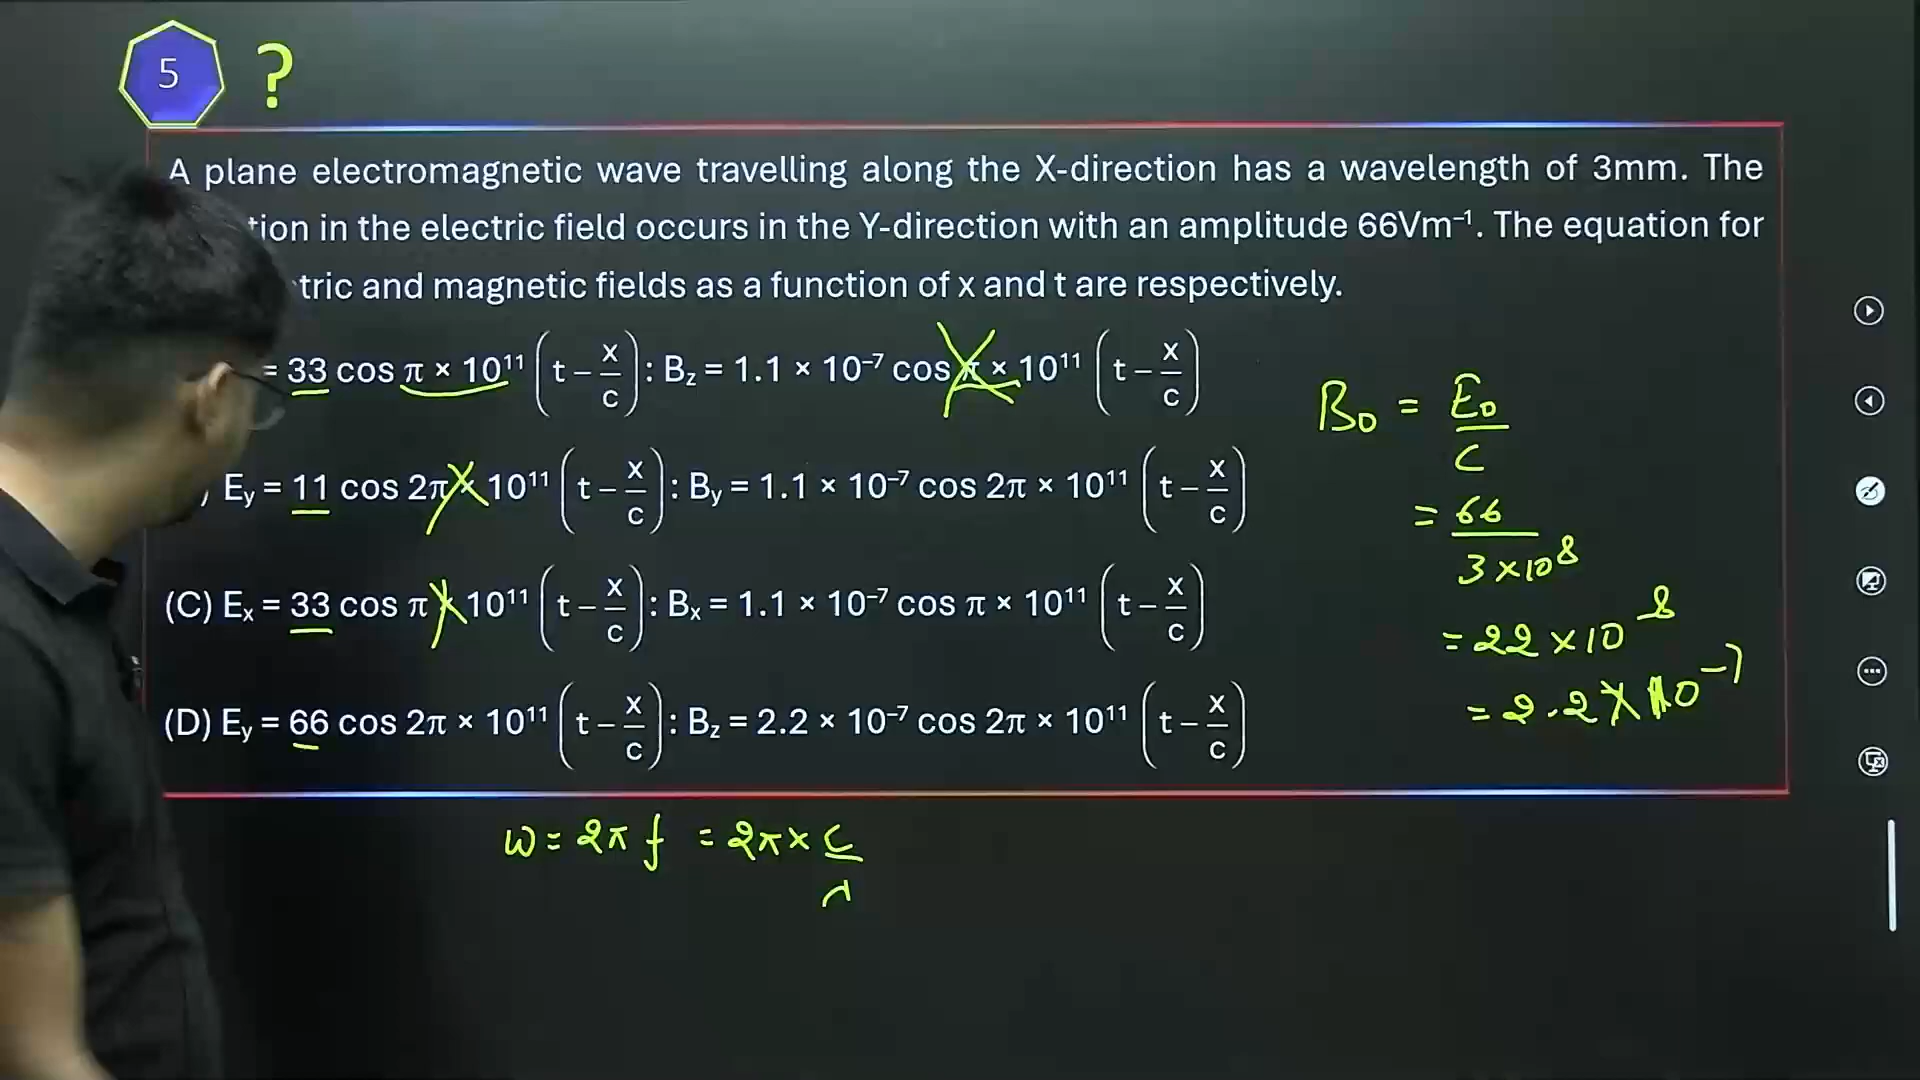 5 ?
A plane electromagnetic wave travelling along the X-direction has a wavelength of 3mm. The
tion in the electric field occurs in the Y-direction with an amplitude 66Vm⁻¹. The equation for
tric and magnetic fields as a function of x and t are respectively.
= 33 cos π × 10¹¹ (t − x/c) : B_z = 1.1 × 10⁻⁷ cos π × 10¹¹ (t − x/c)
) E_y = 11 cos 2π × 10¹¹ (t − x/c) : B_y = 1.1 × 10⁻⁷ cos 2π × 10¹¹ (t − x/c)
(C) E_x = 33 cos π × 10¹¹ (t − x/c) : B_x = 1.1 × 10⁻⁷ cos π × 10¹¹ (t − x/c)
(D) E_y = 66 cos 2π × 10¹¹ (t − x/c) : B_z = 2.2 × 10⁻⁷ cos 2π × 10¹¹ (t − x/c)
B₀ = E₀/C
= 66/3×10⁸
= 22 × 10⁻⁸
= 2.2 × 10⁻⁷
ω = 2π f = 2π × c/λ